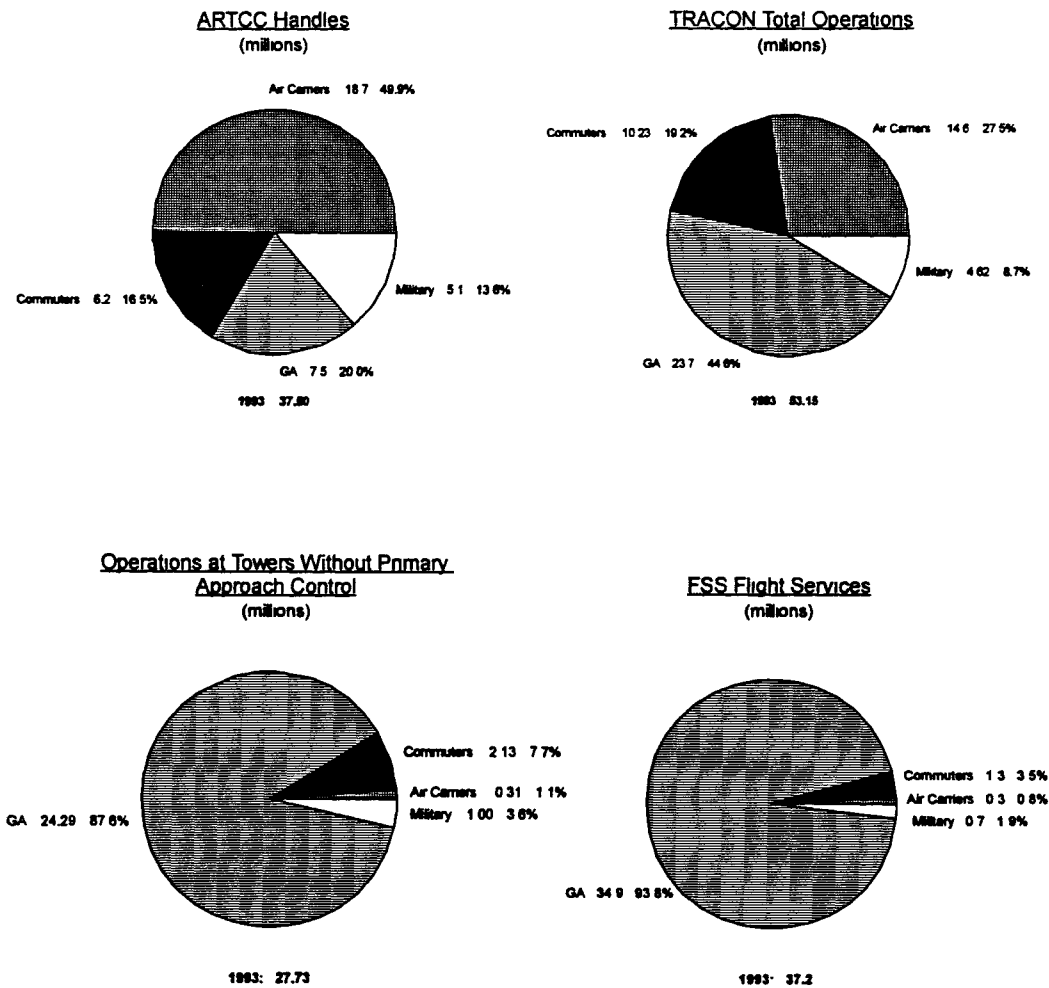 ARTCC Handles
(millions)
Air Carriers 18 7 49.9%
Commuters 6.2 16.5%
Military 5 1 13 6%
GA 7 5 20 0%
1993 37.50
TRACON Total Operations
(millions)
Commuters 10 23 19 2%
Air Carriers 14 6 27 5%
Military 4 62 8.7%
GA 23 7 44 6%
1993 53.15
Operations at Towers Without Primary
Approach Control
(millions)
Commuters 2 13 7 7%
Air Carriers 0 31 1 1%
Military 1 00 3 6%
GA 24.29 87 6%
1993: 27.73
FSS Flight Services
(millions)
Commuters 1 3 3 5%
Air Carriers 0 3 0 8%
Military 0 7 1 9%
GA 34 9 93 8%
1993· 37.2